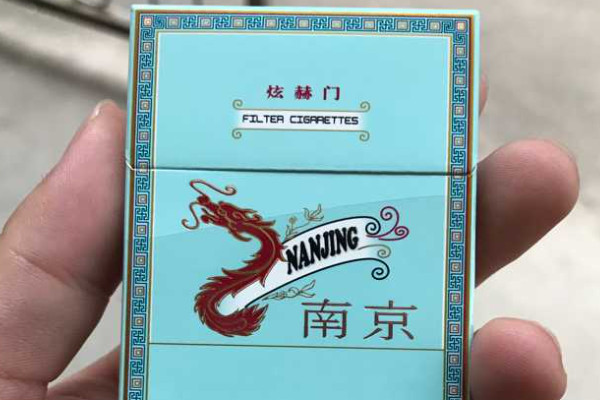 炫赫门
FILTER CIGARETTES
NANJING
南京